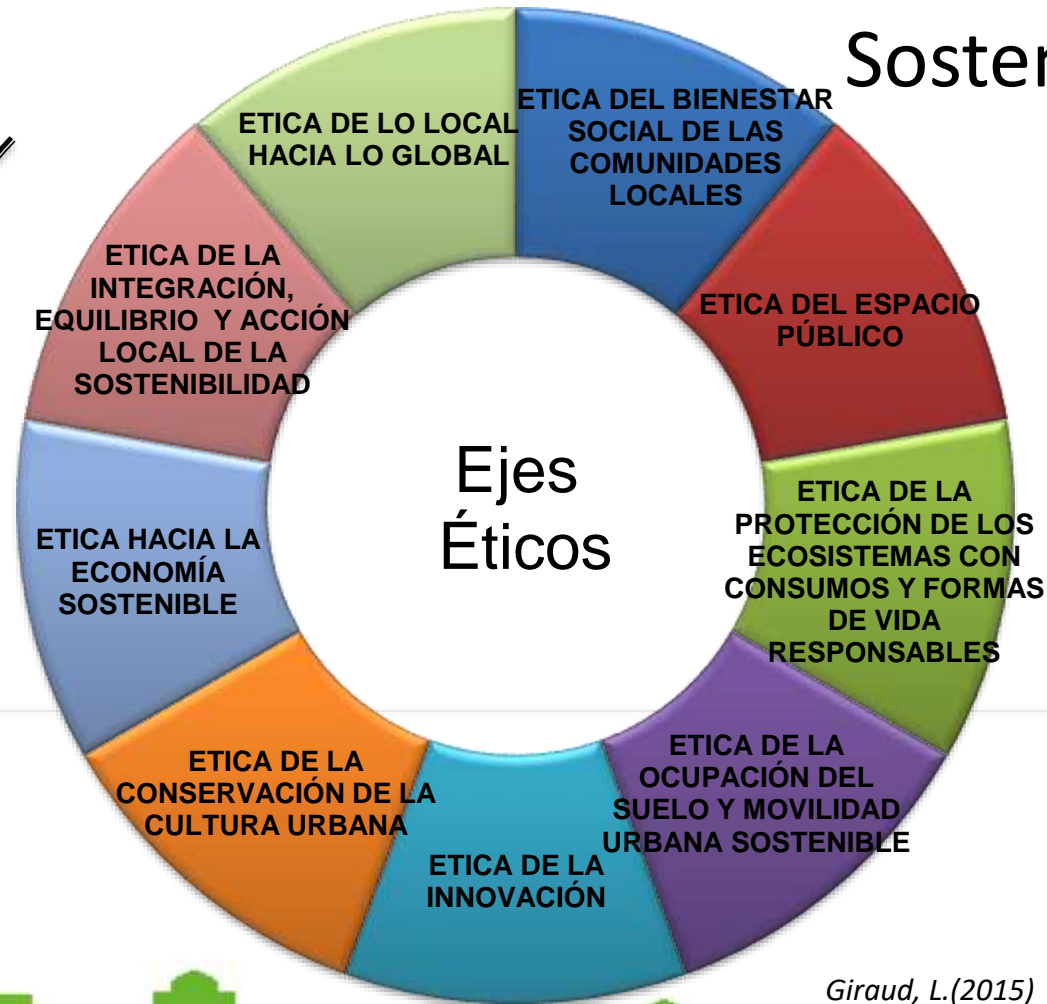 Soster
ETICA DE LO LOCAL
HACIA LO GLOBAL
ETICA DEL BIENESTAR
SOCIAL DE LAS
COMUNIDADES
LOCALES
ETICA DEL ESPACIO
PÚBLICO
ETICA DE LA
PROTECCIÓN DE LOS
ECOSISTEMAS CON
CONSUMOS Y FORMAS
DE VIDA
RESPONSABLES
ETICA DE LA
OCUPACIÓN DEL
SUELO Y MOVILIDAD
URBANA SOSTENIBLE
ETICA DE LA
INNOVACIÓN
ETICA DE LA
CONSERVACIÓN DE LA
CULTURA URBANA
ETICA HACIA LA
ECONOMÍA
SOSTENIBLE
ETICA DE LA
INTEGRACIÓN,
EQUILIBRIO Y ACCIÓN
LOCAL DE LA
SOSTENIBILIDAD
Ejes
Éticos
Giraud, L.(2015)